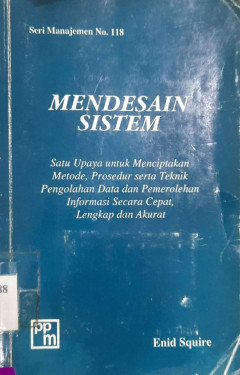 Seri Manajemen No. 118
MENDESAIN
SISTEM
Satu Upaya untuk Menciptakan
Metode, Prosedur serta Teknik
Pengolahan Data dan Pemerolehan
Informasi Secara Cepat,
Lengkap dan Akurat
88
ppm
Enid Squire